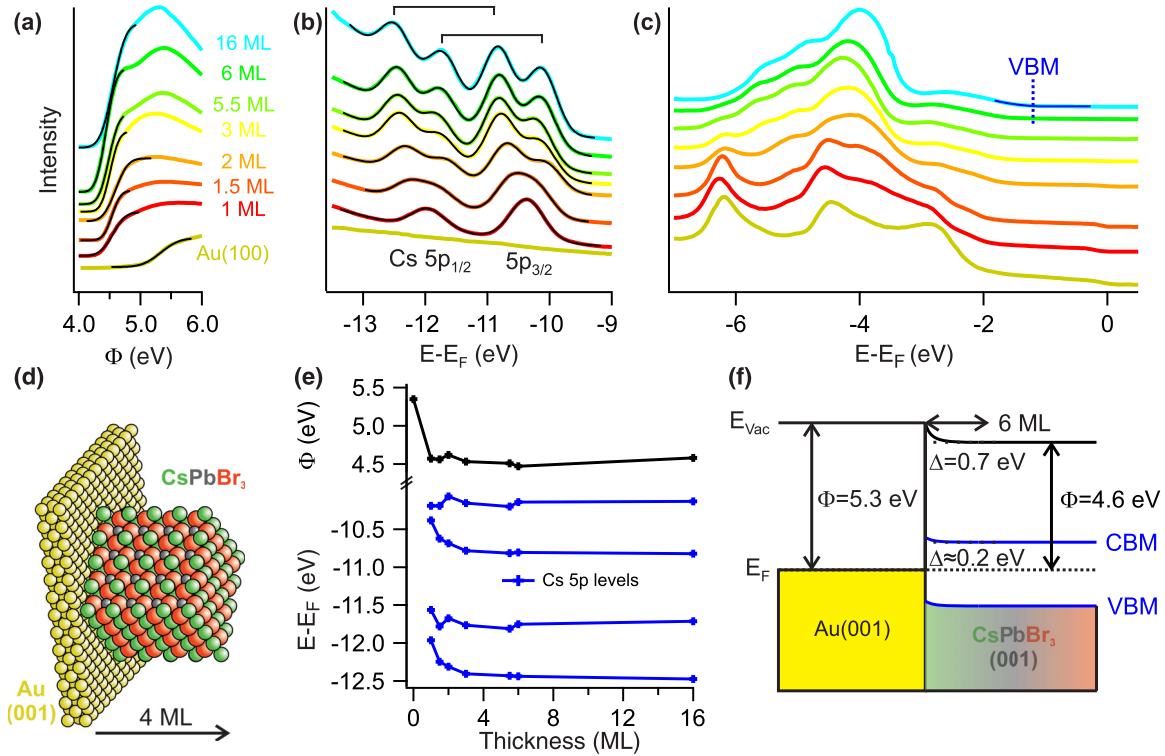 (a)
Intensity
16 ML
6 ML
5.5 ML
3 ML
2 ML
1.5 ML
1 ML
Au(100)
4.0 5.0 6.0
Φ (eV)
(b)
Cs 5p1/2 5p3/2
-13 -12 -11 -10 -9
E-EF (eV)
(c)
VBM
-6 -4 -2 0
E-EF (eV)
(d)
CsPbBr3
Au
(001)
4 ML
(e)
Φ (eV)
5.5
5.0
4.5
E-EF (eV)
-10.5
-11.0
-11.5
-12.0
-12.5
Cs 5p levels
0 4 8 12 16
Thickness (ML)
(f)
EVac
6 ML
Δ=0.7 eV
Φ=5.3 eV
Φ=4.6 eV
CBM
EF
Δ≈0.2 eV
VBM
Au(001)
CsPbBr3
(001)